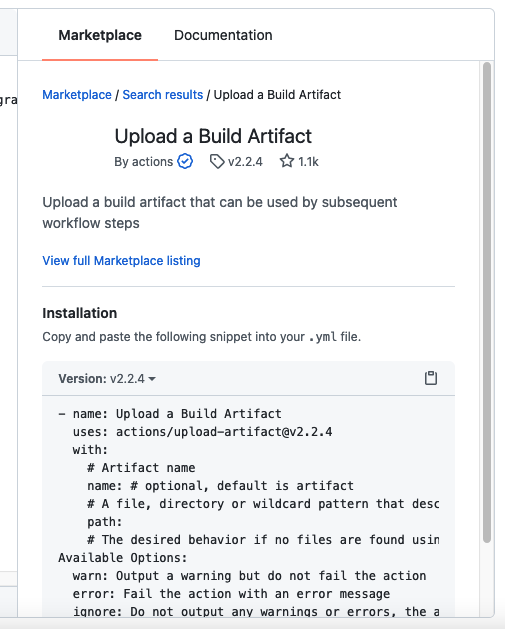 Marketplace Documentation
gra
Marketplace / Search results / Upload a Build Artifact
Upload a Build Artifact
By actions v2.2.4 1.1k
Upload a build artifact that can be used by subsequent
workflow steps
View full Marketplace listing
Installation
Copy and paste the following snippet into your .yml file.
Version: v2.2.4
- name: Upload a Build Artifact
uses: actions/upload-artifact@v2.2.4
with:
# Artifact name
name: # optional, default is artifact
# A file, directory or wildcard pattern that desc
path:
# The desired behavior if no files are found usin
Available Options:
warn: Output a warning but do not fail the action
error: Fail the action with an error message
ignore: Do not output any warnings or errors, the a